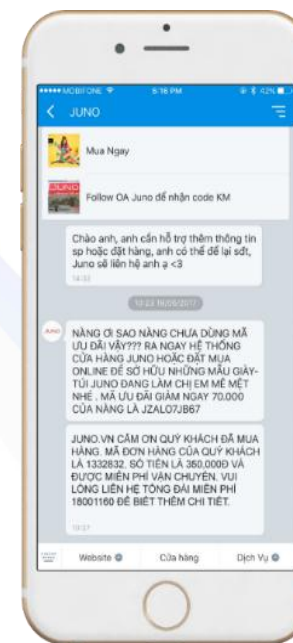 MOBIFONE 5:16 PM 42%
JUNO
Mua Ngay
JUNO
Follow OA Juno để nhận code KM
Chào anh, anh cần hỗ trợ thêm thông tin
sp hoặc đặt hàng, anh có thể để lại sđt,
Juno sẽ liên hệ anh ạ <3
NÀNG ƠI SAO NÀNG CHƯA DÙNG MÃ
ƯU ĐÃI VẬY??? RA NGAY HỆ THỐNG
CỬA HÀNG JUNO HOẶC ĐẶT MUA
ONLINE ĐỂ SỞ HỮU NHỮNG MẪU GIÀY-
TÚI JUNO ĐANG LÀM CHỊ EM MÊ MỆT
NHÉ . MÃ ƯU ĐÃI GIẢM NGAY 70.000
CỦA NÀNG LÀ JZALO7JB67
JUNO.VN CẢM ƠN QUÝ KHÁCH ĐÃ MUA
HÀNG. MÃ ĐƠN HÀNG CỦA QUÝ KHÁCH
LÀ 1332832. SỐ TIỀN LÀ 350,000Đ VÀ
ĐƯỢC MIỄN PHÍ VẬN CHUYỂN. VUI
LÒNG LIÊN HỆ TỔNG ĐÀI MIỄN PHÍ
18001160 ĐỂ BIẾT THÊM CHI TIẾT.
Website Cửa hàng Dịch Vụ